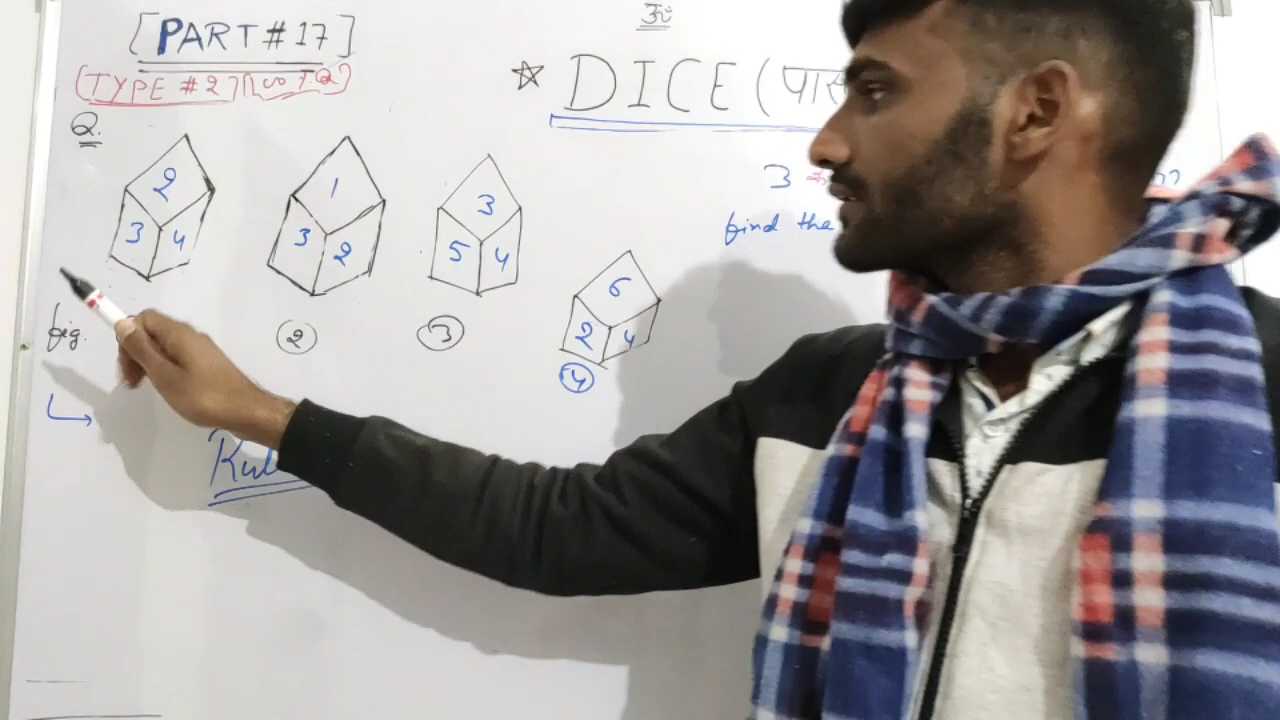 ॐ
[PART # 17]
[TYPE # 2]
☆ DICE (पास
Q.
2
3 4
1
3 2
3
5 4
6
2 4
3
find the
fig.
② ③ ④
↳
Rul